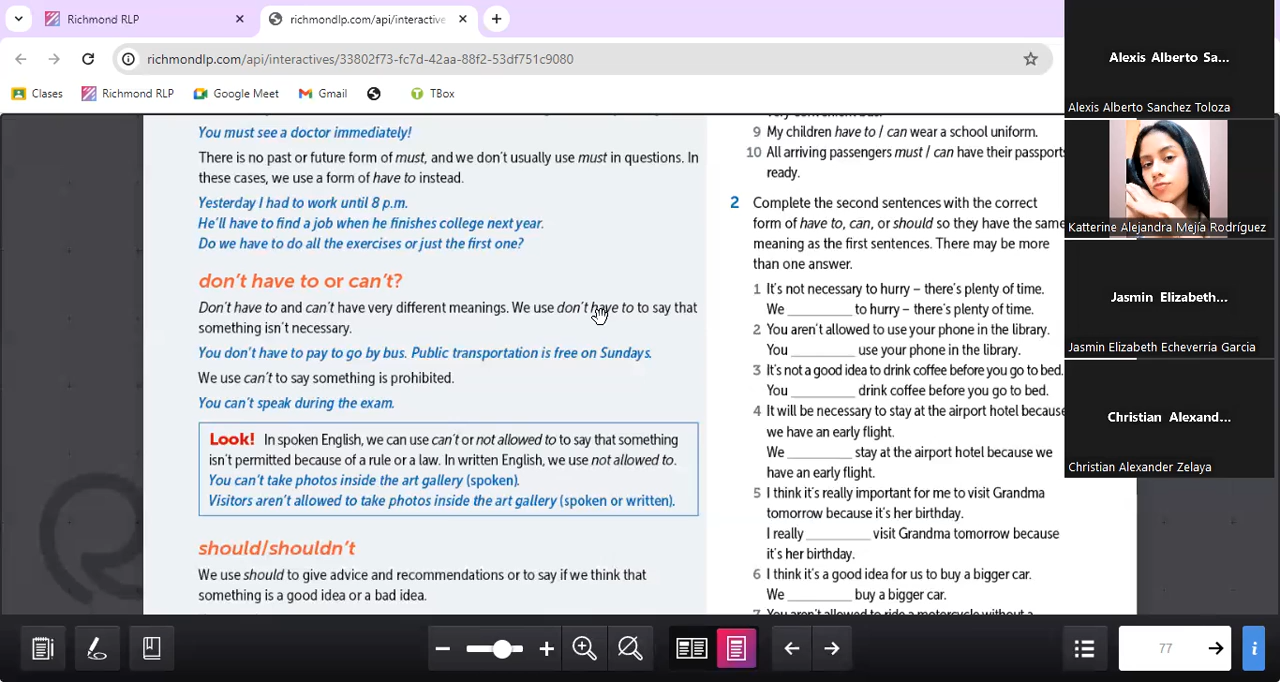 Richmond RLP
richmondlp.com/api/interactive
richmondlp.com/api/interactives/33802f73-fc7d-42aa-88f2-53df751c9080
Clases
Richmond RLP
Google Meet
Gmail
TBox
You must see a doctor immediately!
There is no past or future form of must, and we don't usually use must in questions. In
these cases, we use a form of have to instead.
Yesterday I had to work until 8 p.m.
He'll have to find a job when he finishes college next year.
Do we have to do all the exercises or just the first one?
don't have to or can't?
Don't have to and can't have very different meanings. We use don't have to to say that
something isn't necessary.
You don't have to pay to go by bus. Public transportation is free on Sundays.
We use can't to say something is prohibited.
You can't speak during the exam.
Look! In spoken English, we can use can't or not allowed to to say that something
isn't permitted because of a rule or a law. In written English, we use not allowed to.
You can't take photos inside the art gallery (spoken).
Visitors aren't allowed to take photos inside the art gallery (spoken or written).
should/shouldn't
We use should to give advice and recommendations or to say if we think that
something is a good idea or a bad idea.
9 My children have to / can wear a school uniform.
10 All arriving passengers must / can have their passports
ready.
2 Complete the second sentences with the correct
form of have to, can, or should so they have the same
meaning as the first sentences. There may be more
than one answer.
1 It's not necessary to hurry – there's plenty of time.
We __________ to hurry – there's plenty of time.
2 You aren't allowed to use your phone in the library.
You __________ use your phone in the library.
3 It's not a good idea to drink coffee before you go to bed.
You __________ drink coffee before you go to bed.
4 It will be necessary to stay at the airport hotel because
we have an early flight.
We __________ stay at the airport hotel because we
have an early flight.
5 I think it's really important for me to visit Grandma
tomorrow because it's her birthday.
I really __________ visit Grandma tomorrow because
it's her birthday.
6 I think it's a good idea for us to buy a bigger car.
We __________ buy a bigger car.
7 You aren't allowed to ride a motorcycle without a
77
Alexis Alberto Sa...
Alexis Alberto Sanchez Toloza
Katterine Alejandra Mejía Rodríguez
Jasmin Elizabeth...
Jasmin Elizabeth Echeverria Garcia
Christian Alexand...
Christian Alexander Zelaya